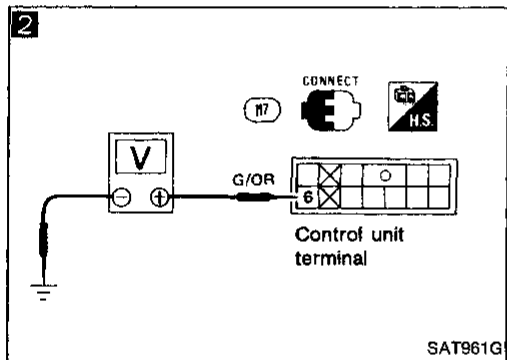 2
CONNECT
M7
H.S.
V
G/OR
6
Control unit
terminal
SAT961G